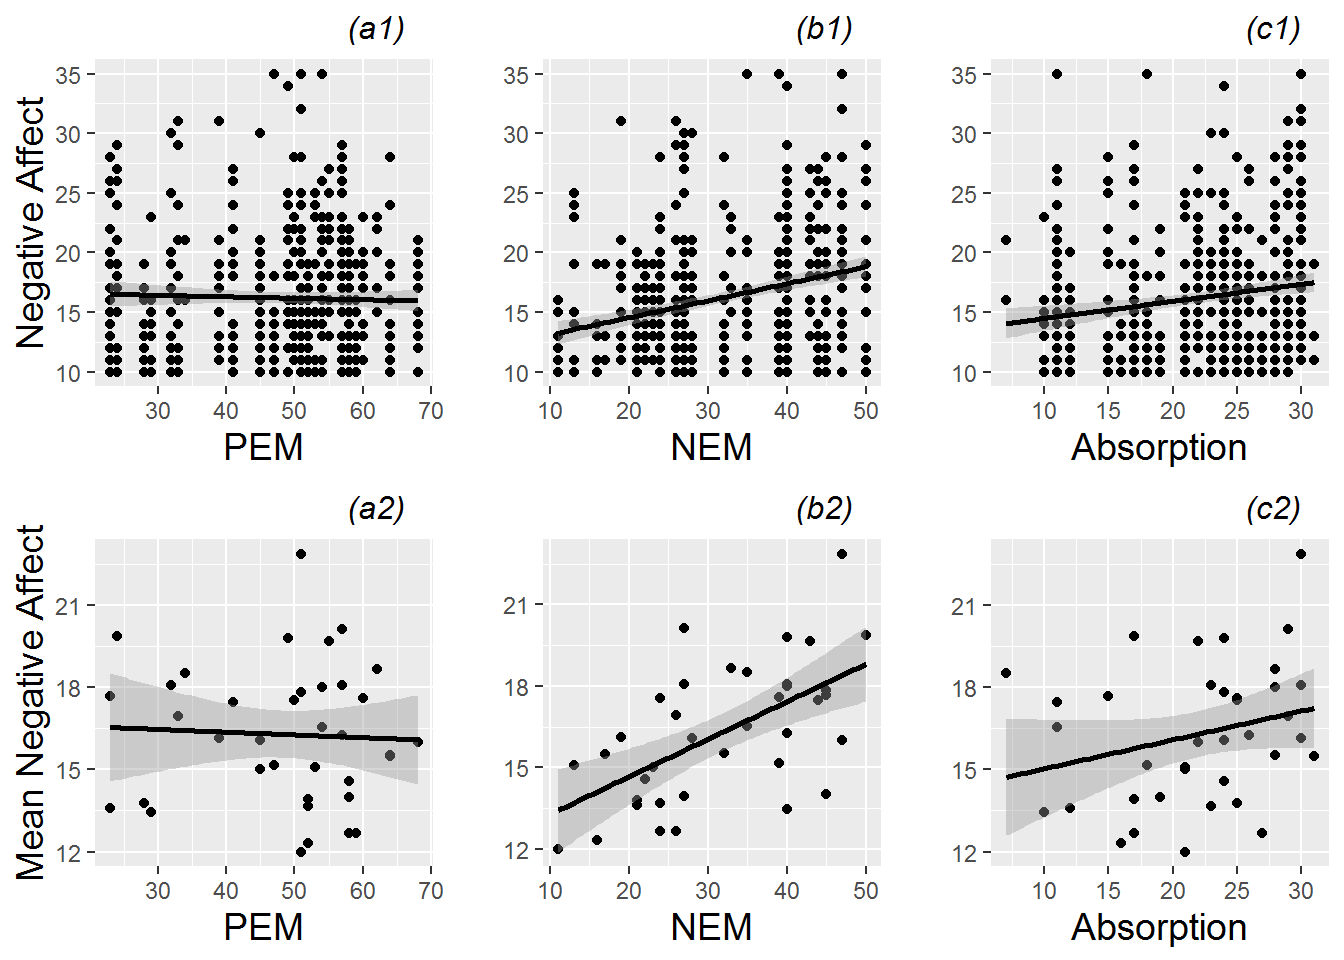 (a1)
(b1)
(c1)
Negative Affect
35
30
25
20
15
10
30 40 50 60 70
PEM
35
30
25
20
15
10
10 20 30 40 50
NEM
35
30
25
20
15
10
10 15 20 25 30
Absorption
(a2)
(b2)
(c2)
Mean Negative Affect
21
18
15
12
30 40 50 60 70
PEM
21
18
15
12
10 20 30 40 50
NEM
21
18
15
12
10 15 20 25 30
Absorption